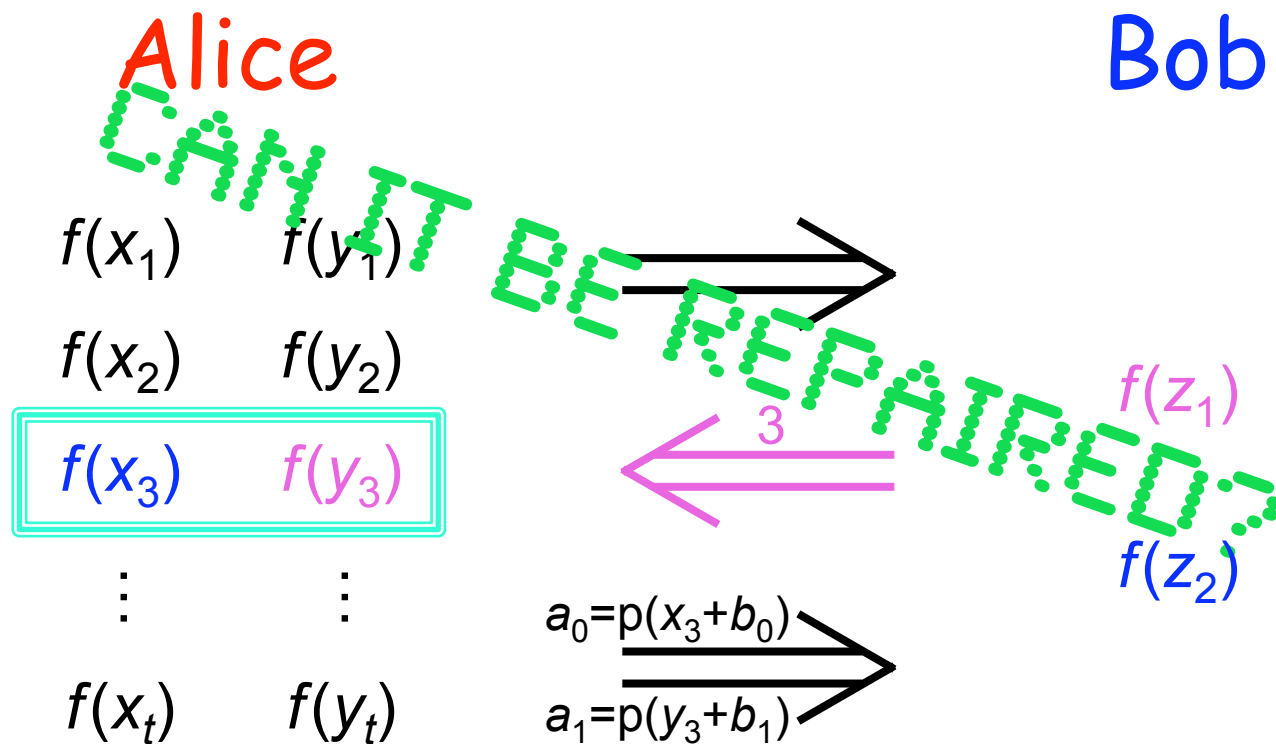 Alice Bob
CAN IT BE REPAIRED?
f(x₁) f(y₁)
f(x₂) f(y₂)
f(z₁)
3
f(x₃) f(y₃)
f(z₂)
⋮ ⋮
a₀=p(x₃+b₀)
f(xₜ) f(yₜ)
a₁=p(y₃+b₁)